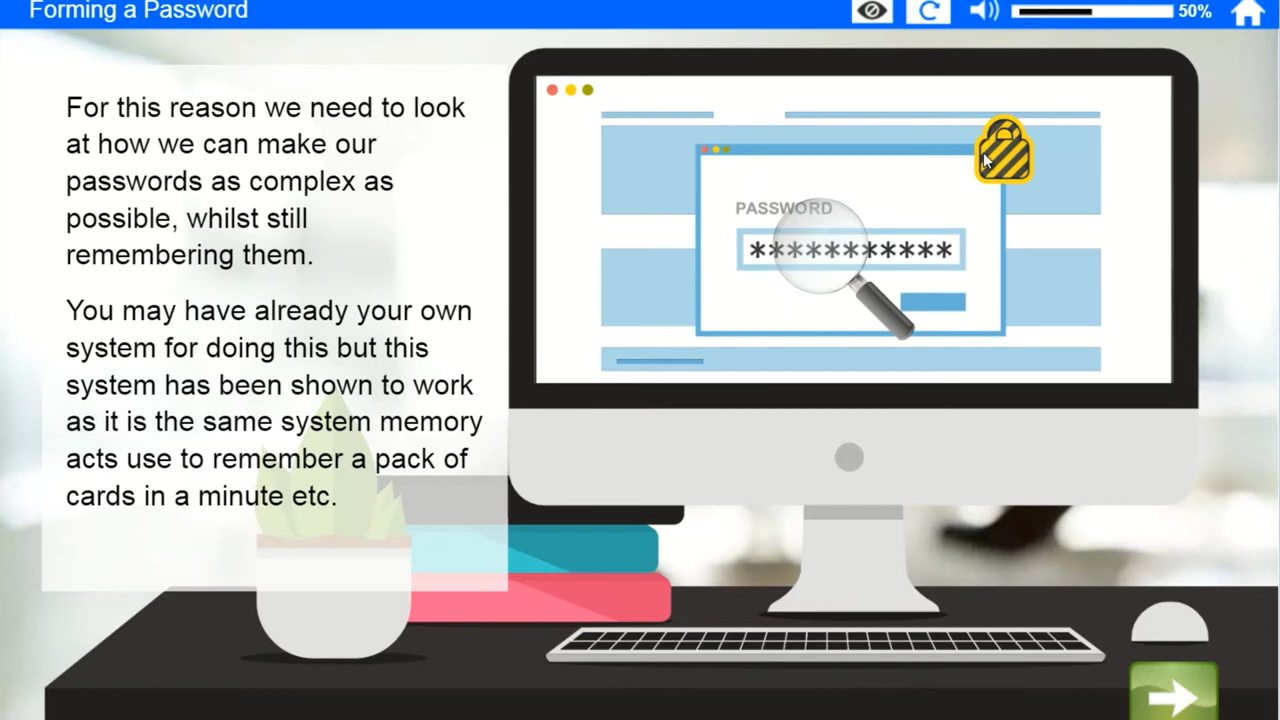 Forming a Password
50%
For this reason we need to look
at how we can make our
passwords as complex as
possible, whilst still
remembering them.
You may have already your own
system for doing this but this
system has been shown to work
as it is the same system memory
acts use to remember a pack of
cards in a minute etc.
PASSWORD
***********